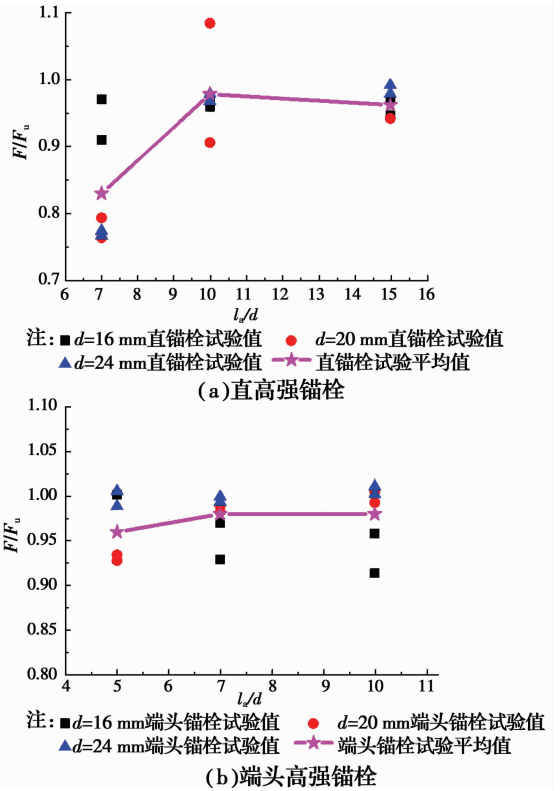 1.1
1.0
0.9
0.8
0.7
F/Fu
6 7 8 9 10 11 12 13 14 15 16
la/d
注: d=16 mm直锚栓试验值 d=20 mm直锚栓试验值
d=24 mm直锚栓试验值 直锚栓试验平均值
(a)直高强锚栓
1.10
1.05
1.00
0.95
0.90
0.85
0.80
F/Fu
4 5 6 7 8 9 10 11
la/d
注: d=16 mm端头锚栓试验值 d=20 mm端头锚栓试验值
d=24 mm端头锚栓试验值 端头锚栓试验平均值
(b)端头高强锚栓